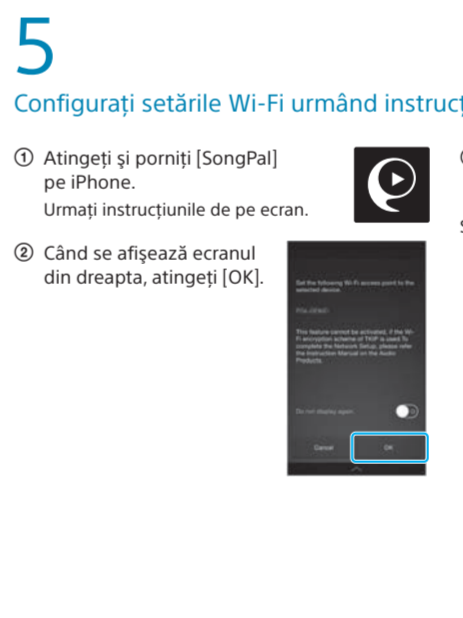 5
Configurați setările Wi-Fi urmând instrucț
① Atingeți şi porniți [SongPal]
pe iPhone.
Urmați instrucțiunile de pe ecran.
② Când se afişează ecranul
din dreapta, atingeți [OK].
Set the following Wi-Fi access point to the
selected device.
This feature cannot be activated, if the Wi-
Fi encryption scheme of TKIP is used To
complete the Network Setup, please refer
the Instruction Manual on the Audio
Products.
Do not display again
Cancel
OK